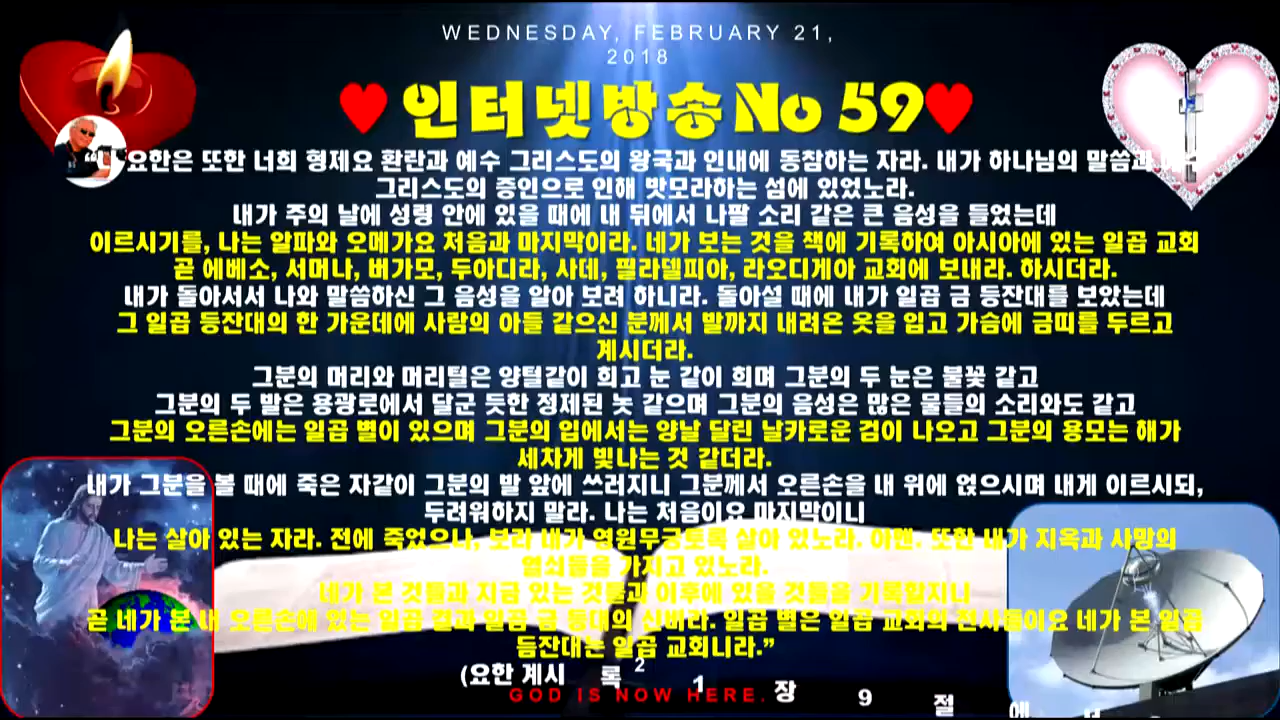 WEDNESDAY, FEBRUARY 21,
2018
인터넷방송No 59
요한은 또한 너희 형제요 환란과 예수 그리스도의 왕국과 인내에 동참하는 자라. 내가 하나님의 말씀과
그리스도의 증인으로 인해 밧모라하는 섬에 있었노라.
내가 주의 날에 성령 안에 있을 때에 내 뒤에서 나팔 소리 같은 큰 음성을 들었는데
이르시기를, 나는 알파와 오메가요 처음과 마지막이라. 네가 보는 것을 책에 기록하여 아시아에 있는 일곱 교회
곧 에베소, 서머나, 버가모, 두아디라, 사데, 필라델피아, 라오디게아 교회에 보내라. 하시더라.
내가 돌아서서 나와 말씀하신 그 음성을 알아 보려 하니라. 돌아설 때에 내가 일곱 금 등잔대를 보았는데
그 일곱 등잔대의 한 가운데에 사람의 아들 같으신 분께서 발까지 내려온 옷을 입고 가슴에 금띠를 두르고
계시더라.
그분의 머리와 머리털은 양털같이 희고 눈 같이 희며 그분의 두 눈은 불꽃 같고
그분의 두 발은 용광로에서 달군 듯한 정제된 놋 같으며 그분의 음성은 많은 물들의 소리와도 같고
그분의 오른손에는 일곱 별이 있으며 그분의 입에서는 양날 달린 날카로운 검이 나오고 그분의 용모는 해가
세차게 빛나는 것 같더라.
내가 그분을 볼 때에 죽은 자같이 그분의 발 앞에 쓰러지니 그분께서 오른손을 내 위에 얹으시며 내게 이르시되,
두려워하지 말라. 나는 처음이요 마지막이니
나는 살아 있는 자라. 전에 죽었으나, 보라 내가 영원무궁토록 살아 있노라. 아멘. 또한 내가 지옥과 사망의
열쇠들을 가지고 있노라.
네가 본 것들과 지금 있는 것들과 이후에 있을 것들을 기록할지니
곧 네가 본 내 오른손에 있는 일곱 별과 일곱 금 등대의 신비라. 일곱 별은 일곱 교회의 천사들이요 네가 본 일곱
등잔대는 일곱 교회니라.”
(요한 계시 록 2 1 장 9 절
GOD IS NOW HERE.